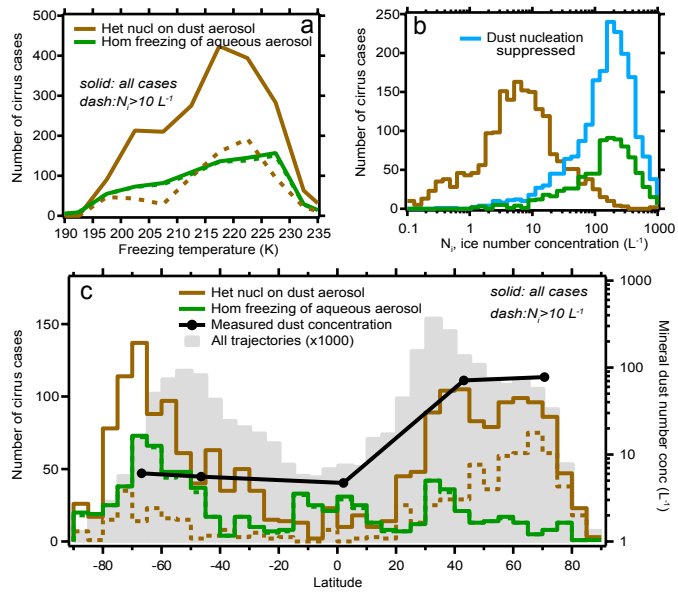 a
Het nucl on dust aerosol
Hom freezing of aqueous aerosol
solid: all cases
dash:Ni>10 L-1
Number of cirrus cases
500
400
300
200
100
0
190 195 200 205 210 215 220 225 230 235
Freezing temperature (K)
b
Dust nucleation
suppressed
Number of cirrus cases
250
200
150
100
50
0
0.1 1 10 100 1000
Ni, ice number concentration (L-1)
c
Het nucl on dust aerosol
Hom freezing of aqueous aerosol
Measured dust concentration
All trajectories (x1000)
solid: all cases
dash:Ni>10 L-1
Number of cirrus cases
150
100
50
0
-80 -60 -40 -20 0 20 40 60 80
Latitude
1000
100
10
1
Mineral dust number conc (L-1)